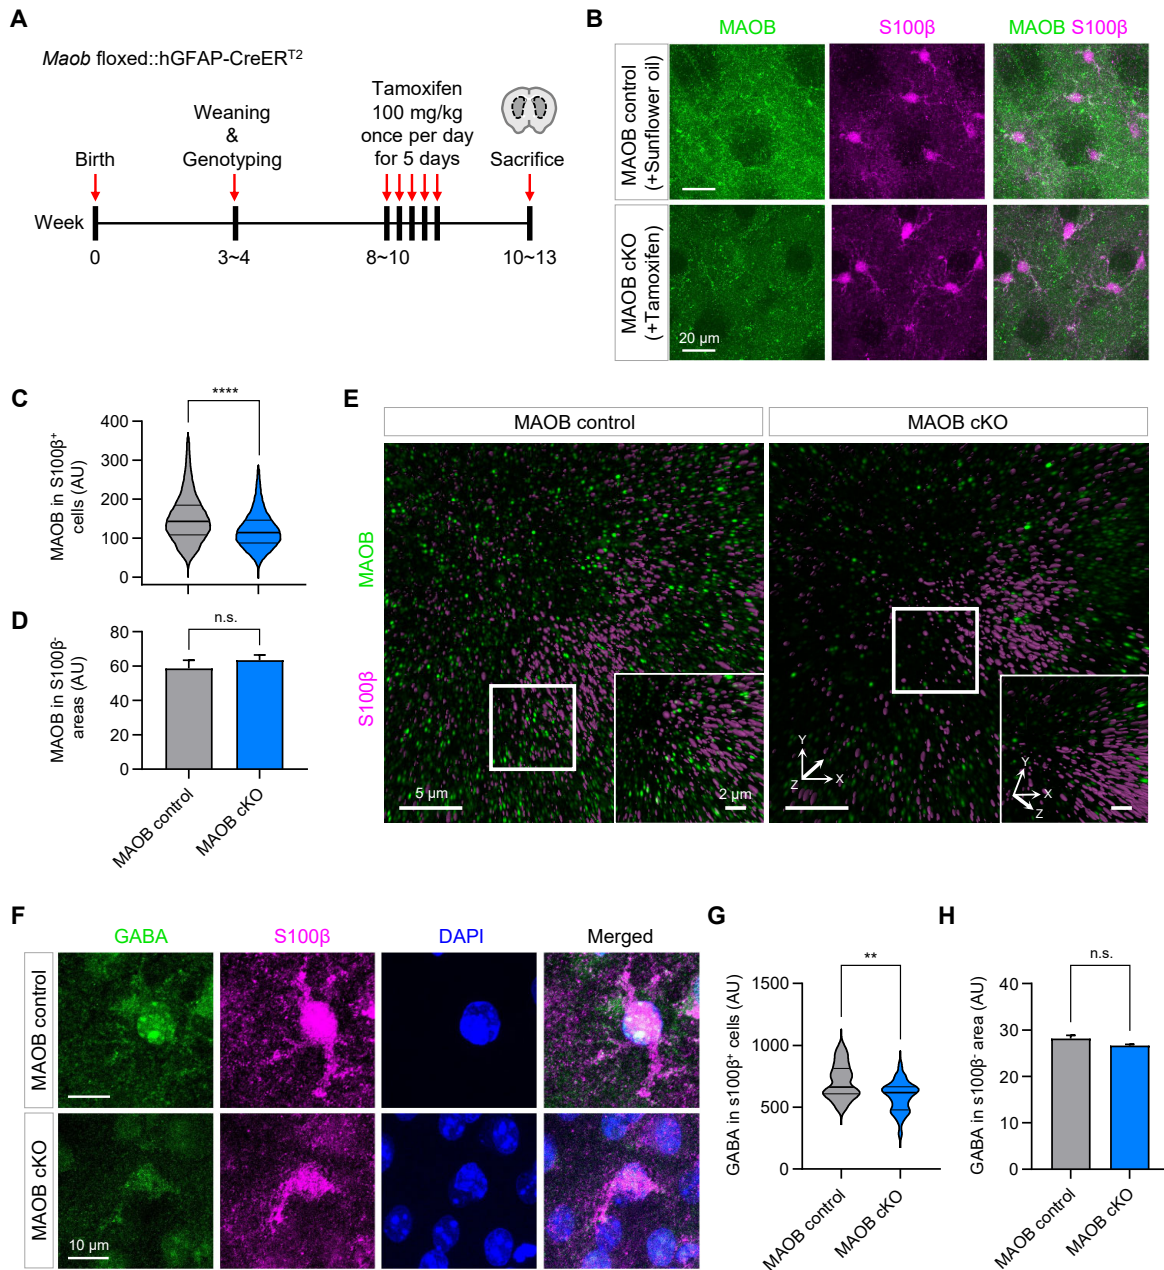 A
Maob floxed::hGFAP-CreERT2
Birth
Weaning
&
Genotyping
Tamoxifen
100 mg/kg
once per day
for 5 days
Sacrifice
Week
0
3~4
8~10
10~13
B
MAOB
S100β
MAOB S100β
MAOB control
(+Sunflower oil)
MAOB cKO
(+Tamoxifen)
20 μm
C
MAOB in S100β+
cells (AU)
400
300
200
100
0
****
D
MAOB in S100β-
areas (AU)
80
60
40
20
0
n.s.
MAOB control
MAOB cKO
E
MAOB control
MAOB cKO
MAOB
S100β
5 μm
2 μm
Y
X
Z
Y
X
Z
F
GABA
S100β
DAPI
Merged
MAOB control
MAOB cKO
10 μm
G
GABA in s100β+ cells (AU)
1500
1000
500
0
**
MAOB control
MAOB cKO
H
GABA in s100β- area (AU)
40
30
20
10
0
n.s.
MAOB control
MAOB cKO